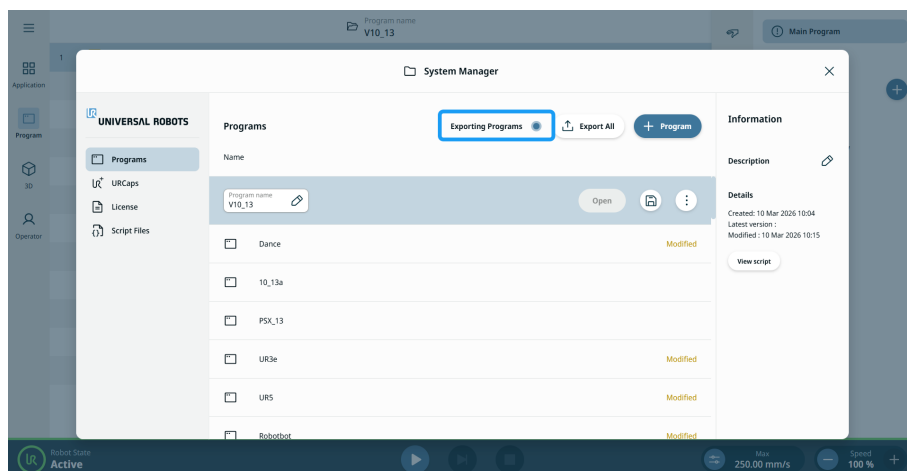 Program name
V10_13
Main Program
1
System Manager
Application
Program
3D
Operator
UR
UNIVERSAL ROBOTS
Programs
URCaps
License
Script Files
Programs
Exporting Programs
Export All
Program
Name
Program name
V10_13
Open
Dance
Modified
10_13a
PSX_13
UR3e
Modified
UR5
Modified
Robotbot
Modified
Information
Description
Details
Created: 10 Mar 2026 10:04
Latest version :
Modified : 10 Mar 2026 10:15
View script
Robot State
Active
Max
250.00 mm/s
Speed
100 %